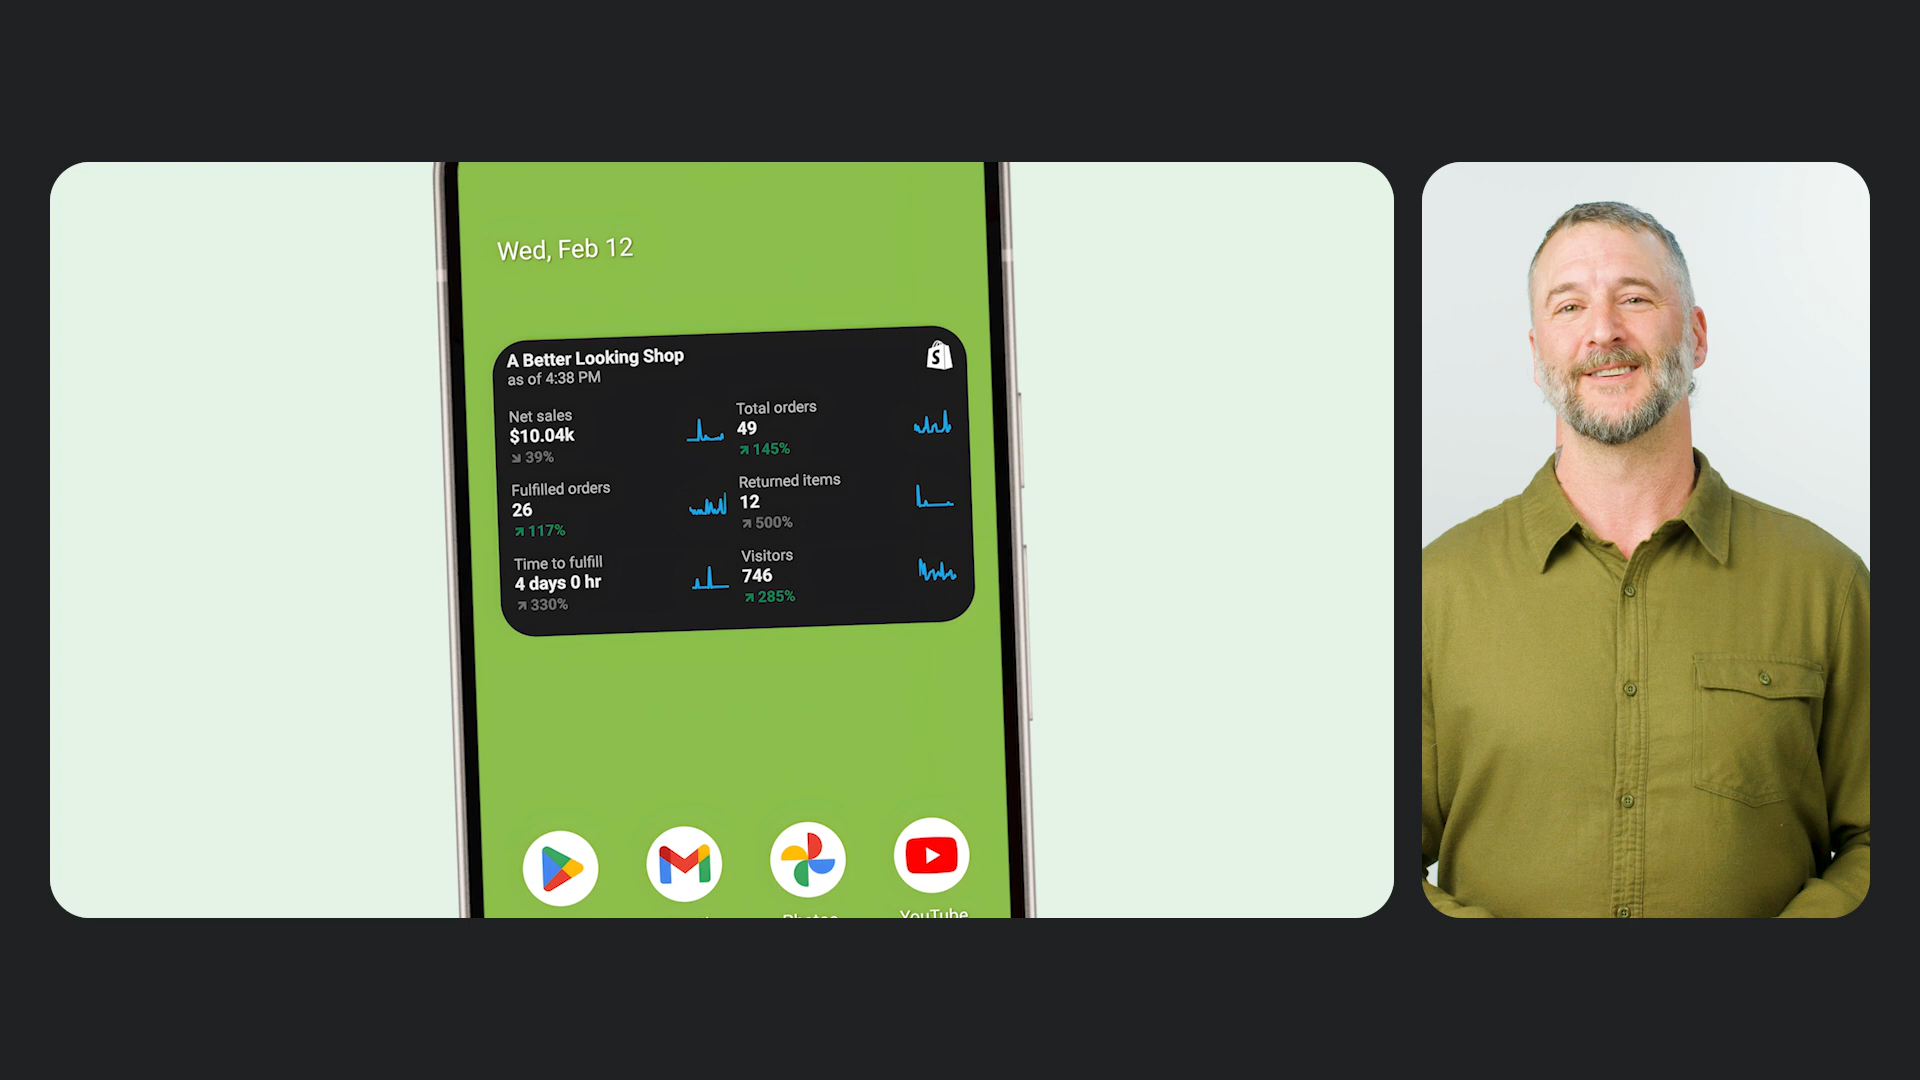 Wed, Feb 12
A Better Looking Shop
as of 4:38 PM
Net sales
$10.04k
39%
Total orders
49
145%
Fulfilled orders
26
117%
Returned items
12
500%
Time to fulfill
4 days 0 hr
330%
Visitors
746
285%
Photos
YouTube